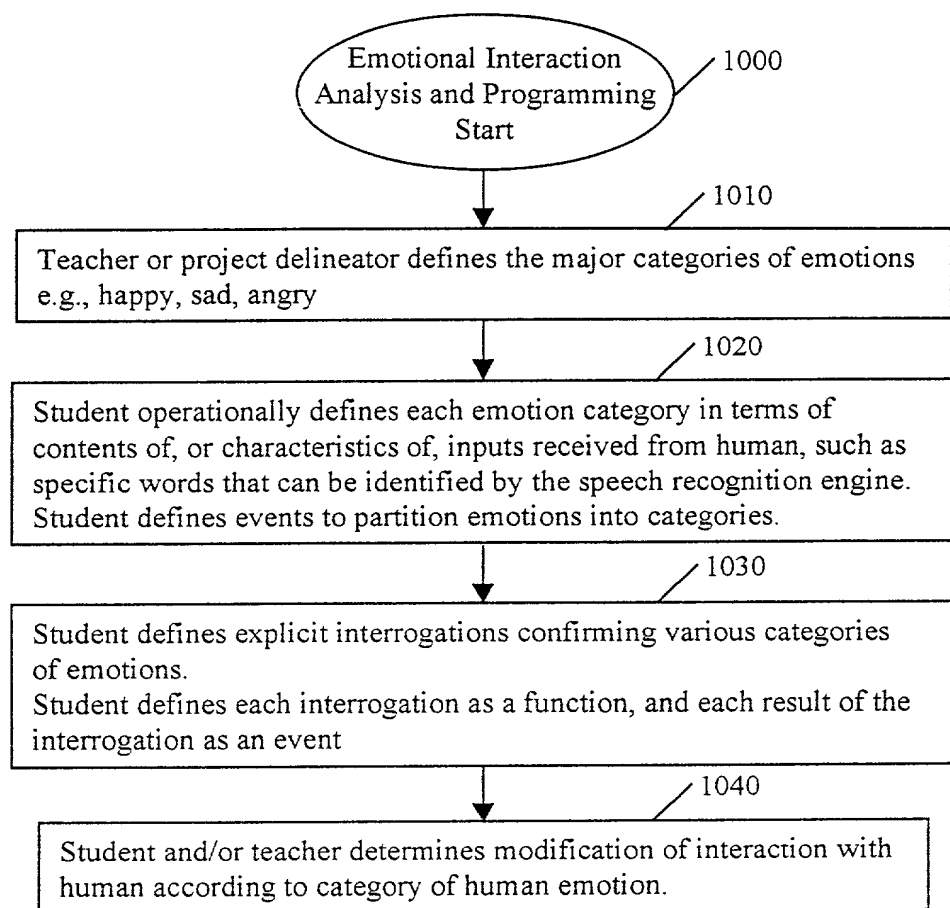 Emotional Interaction
Analysis and Programming
Start
1000
1010
Teacher or project delineator defines the major categories of emotions
e.g., happy, sad, angry
1020
Student operationally defines each emotion category in terms of
contents of, or characteristics of, inputs received from human, such as
specific words that can be identified by the speech recognition engine.
Student defines events to partition emotions into categories.
1030
Student defines explicit interrogations confirming various categories
of emotions.
Student defines each interrogation as a function, and each result of the
interrogation as an event
1040
Student and/or teacher determines modification of interaction with
human according to category of human emotion.